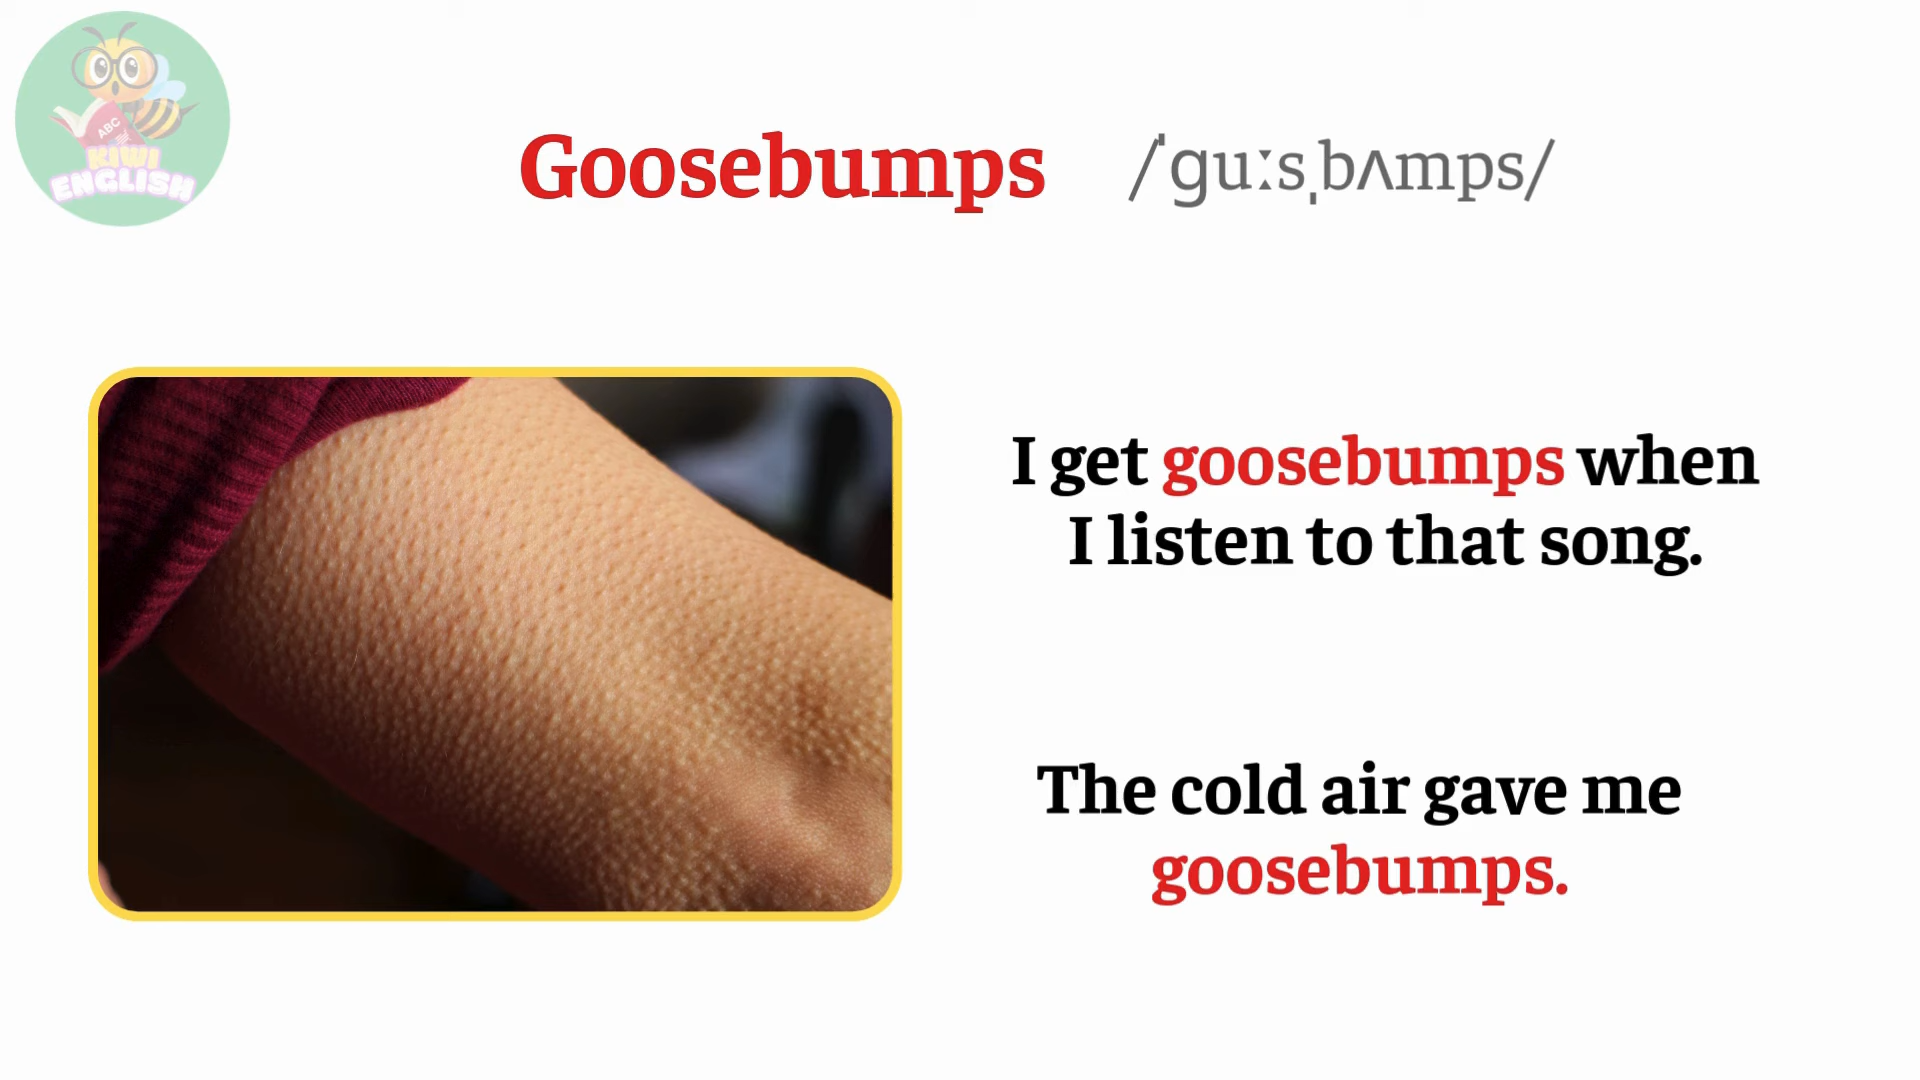 ABC
KIWI
ENGLISH
Goosebumps /ˈɡuːsˌbʌmps/
I get goosebumps when
I listen to that song.
The cold air gave me
goosebumps.